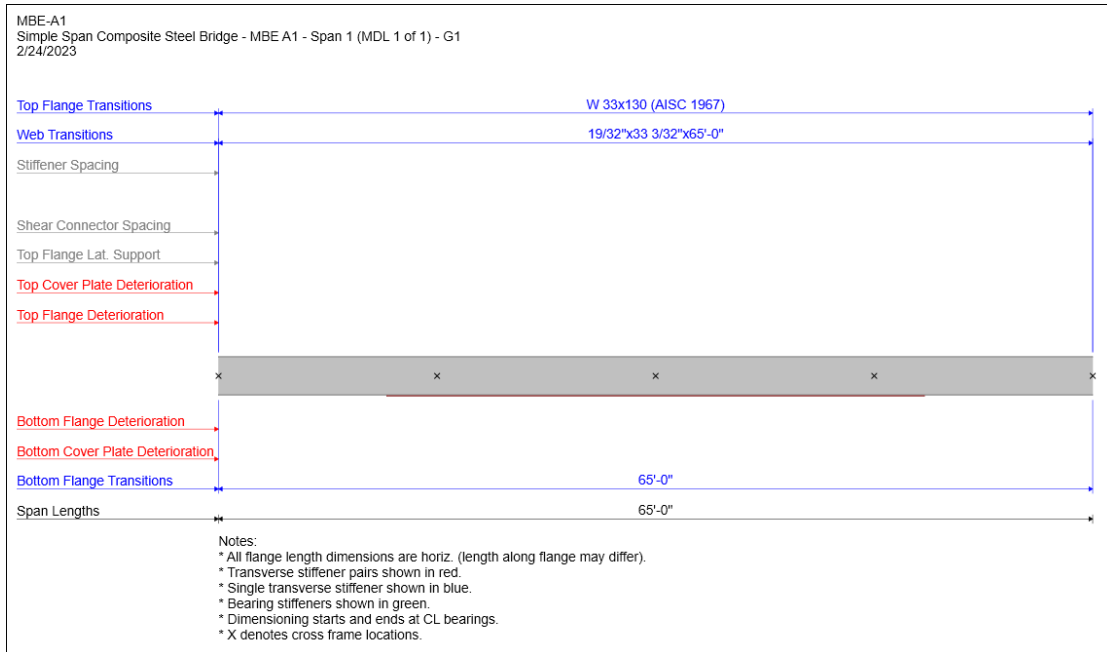 MBE-A1
Simple Span Composite Steel Bridge - MBE A1 - Span 1 (MDL 1 of 1) - G1
2/24/2023
Top Flange Transitions W 33x130 (AISC 1967)
Web Transitions 19/32"x33 3/32"x65'-0"
Stiffener Spacing
Shear Connector Spacing
Top Flange Lat. Support
Top Cover Plate Deterioration
Top Flange Deterioration
x x x x x
Bottom Flange Deterioration
Bottom Cover Plate Deterioration
Bottom Flange Transitions 65'-0"
Span Lengths 65'-0"
Notes:
* All flange length dimensions are horiz. (length along flange may differ).
* Transverse stiffener pairs shown in red.
* Single transverse stiffener shown in blue.
* Bearing stiffeners shown in green.
* Dimensioning starts and ends at CL bearings.
* X denotes cross frame locations.